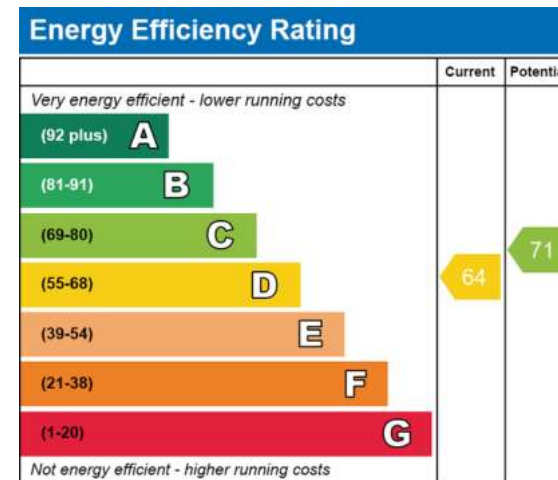 Energy Efficiency Rating
Current Potentia
Very energy efficient - lower running costs
(92 plus) A
(81-91) B
(69-80) C
71
(55-68) D
64
(39-54) E
(21-38) F
(1-20) G
Not energy efficient - higher running costs